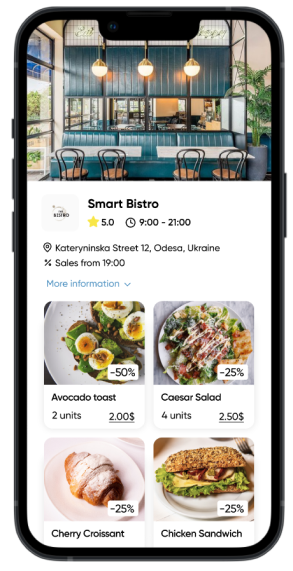 Smart Bistro
BISTRO
5.0 9:00 - 21:00
Kateryninska Street 12, Odesa, Ukraine
% Sales from 19:00
More information
-50% -25%
Avocado toast Caesar Salad
2 units 2.00$ 4 units 2.50$
-25% -25%
Cherry Croissant Chicken Sandwich